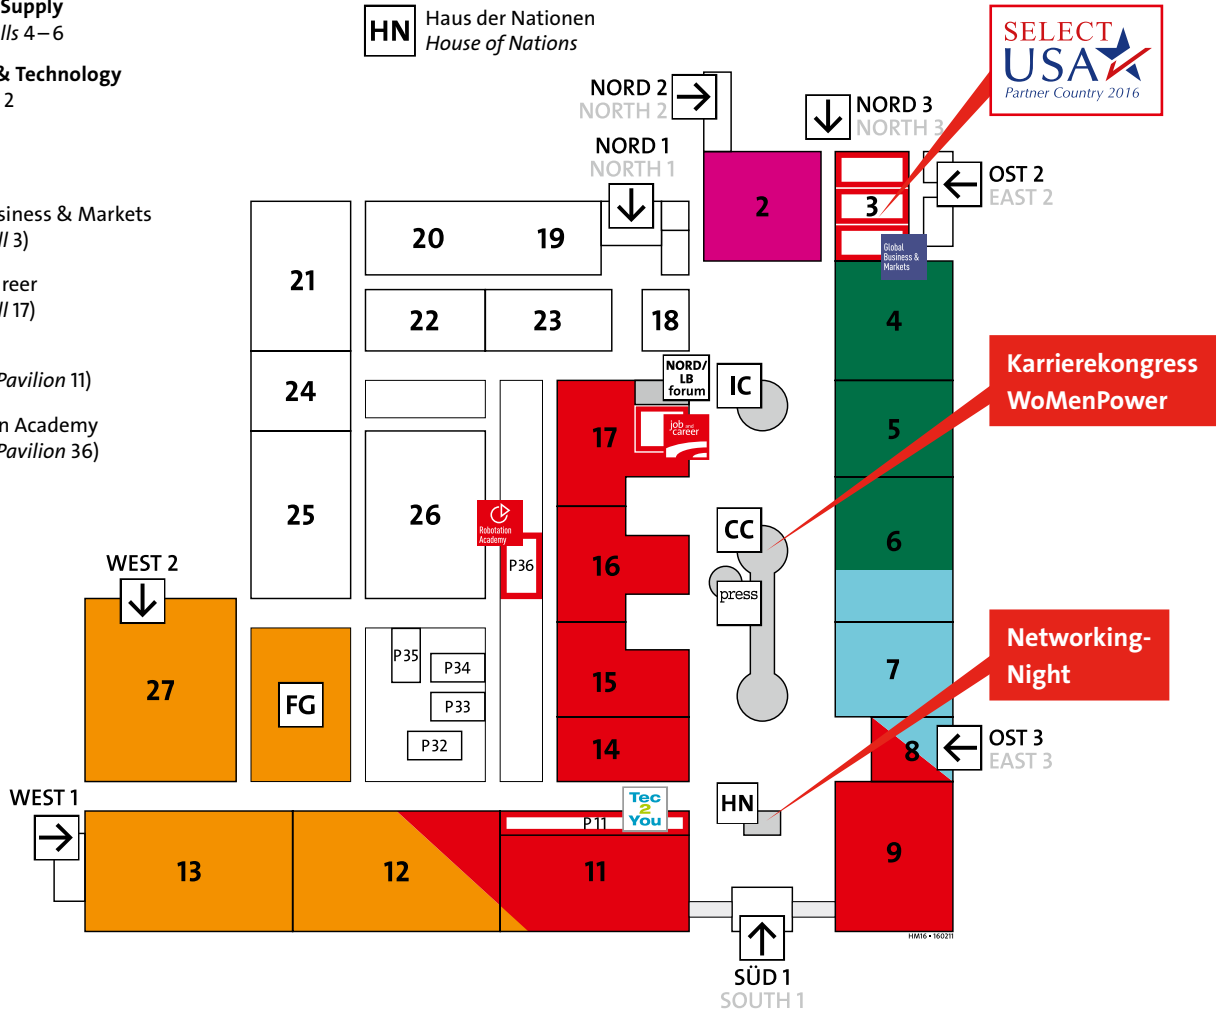 Supply
lls 4–6
& Technology
2
siness & Markets
ll 3)
reer
ll 17)
Pavilion 11)
n Academy
Pavilion 36)
HN
Haus der Nationen
House of Nations
SELECT
USA
Partner Country 2016
NORD 2
NORTH 2
NORD 3
NORTH 3
NORD 1
NORTH 1
OST 2
EAST 2
2
3
Global
Business &
Markets
20
19
21
22
23
18
4
NORD/
LB
forum
IC
Karrierekongress
WoMenPower
24
17
job and
career
5
25
26
Robotation
Academy
P36
16
CC
6
press
WEST 2
Networking-
Night
P35
P34
15
7
27
FG
P33
P32
14
8
OST 3
EAST 3
WEST 1
Tec
2
You
P11
HN
13
12
11
9
HM16 • 160211
SÜD 1
SOUTH 1